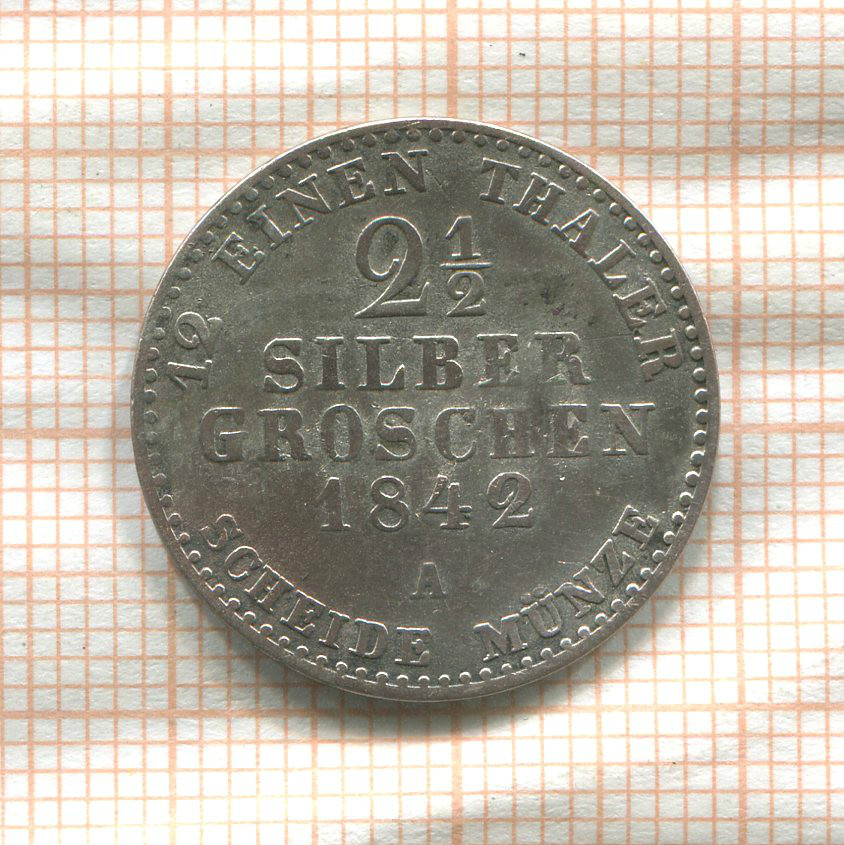 12 EINEN THALER
2 1/2
SILBER
GROSCHEN
1842
A
SCHEIDE MÜNZE